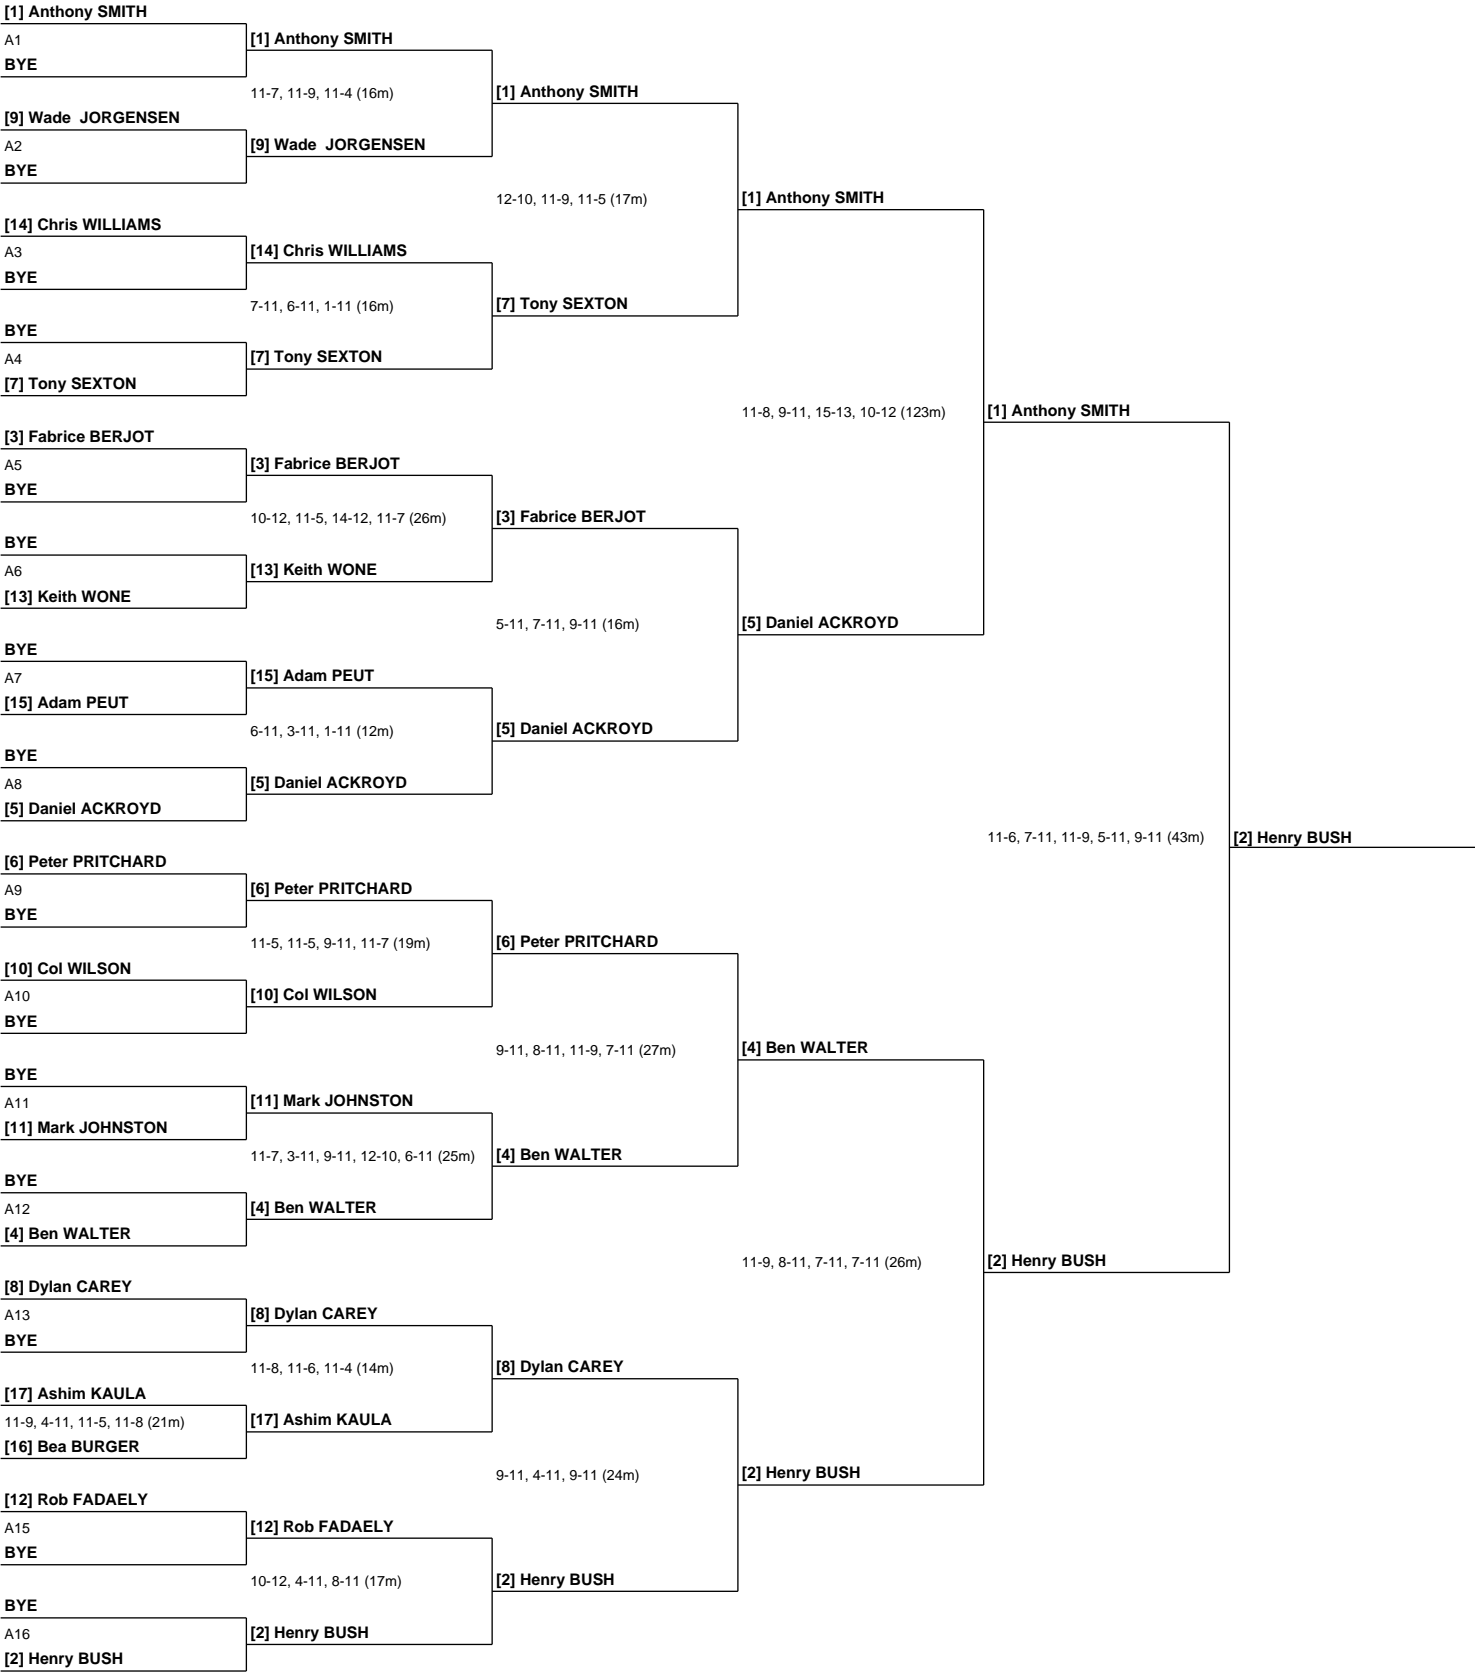 [1] Anthony SMITH
A1
BYE
[9] Wade  JORGENSEN
A2
BYE
[14] Chris WILLIAMS
A3
BYE
BYE
A4
[7] Tony SEXTON
[3] Fabrice BERJOT
A5
BYE
BYE
A6
[13] Keith WONE
BYE
A7
[15] Adam PEUT
BYE
A8
[5] Daniel ACKROYD
[6] Peter PRITCHARD
A9
BYE
[10] Col WILSON
A10
BYE
BYE
A11
[11] Mark JOHNSTON
BYE
A12
[4] Ben WALTER
[8] Dylan CAREY
A13
BYE
[17] Ashim KAULA
11-9, 4-11, 11-5, 11-8 (21m)
[16] Bea BURGER
[12] Rob FADAELY
A15
BYE
BYE
A16
[2] Henry BUSH
[1] Anthony SMITH
11-7, 11-9, 11-4 (16m)
[9] Wade  JORGENSEN
[14] Chris WILLIAMS
7-11, 6-11, 1-11 (16m)
[7] Tony SEXTON
[3] Fabrice BERJOT
10-12, 11-5, 14-12, 11-7 (26m)
[13] Keith WONE
[15] Adam PEUT
6-11, 3-11, 1-11 (12m)
[5] Daniel ACKROYD
[6] Peter PRITCHARD
11-5, 11-5, 9-11, 11-7 (19m)
[10] Col WILSON
[11] Mark JOHNSTON
11-7, 3-11, 9-11, 12-10, 6-11 (25m)
[4] Ben WALTER
[8] Dylan CAREY
11-8, 11-6, 11-4 (14m)
[17] Ashim KAULA
[12] Rob FADAELY
10-12, 4-11, 8-11 (17m)
[2] Henry BUSH
[1] Anthony SMITH
12-10, 11-9, 11-5 (17m)
[7] Tony SEXTON
[3] Fabrice BERJOT
5-11, 7-11, 9-11 (16m)
[5] Daniel ACKROYD
[6] Peter PRITCHARD
9-11, 8-11, 11-9, 7-11 (27m)
[4] Ben WALTER
[8] Dylan CAREY
9-11, 4-11, 9-11 (24m)
[2] Henry BUSH
[1] Anthony SMITH
11-8, 9-11, 15-13, 10-12 (123m)
[5] Daniel ACKROYD
[4] Ben WALTER
11-9, 8-11, 7-11, 7-11 (26m)
[2] Henry BUSH
[1] Anthony SMITH
11-6, 7-11, 11-9, 5-11, 9-11 (43m)
[2] Henry BUSH
[2] Henry BUSH